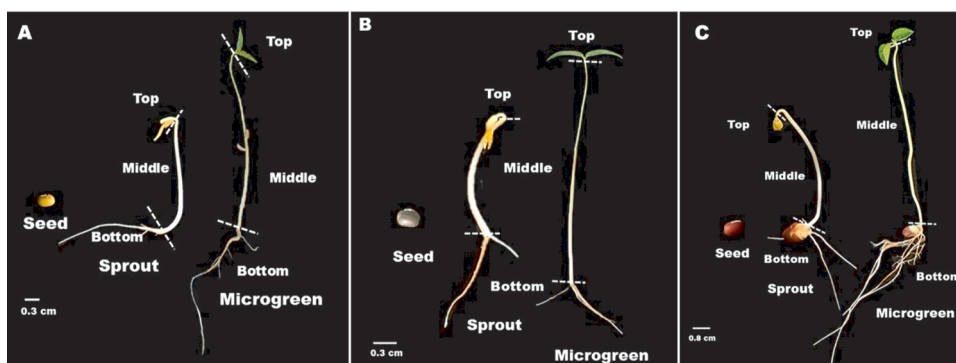 A
Top
Top
Middle
Middle
Seed
Bottom
Sprout
Bottom
Microgreen
0.3 cm
B
Top
Top
Middle
Seed
Bottom
Sprout
Microgreen
0.3 cm
C
Top
Top
Middle
Middle
Seed
Bottom
Sprout
Bottom
Microgreen
0.8 cm